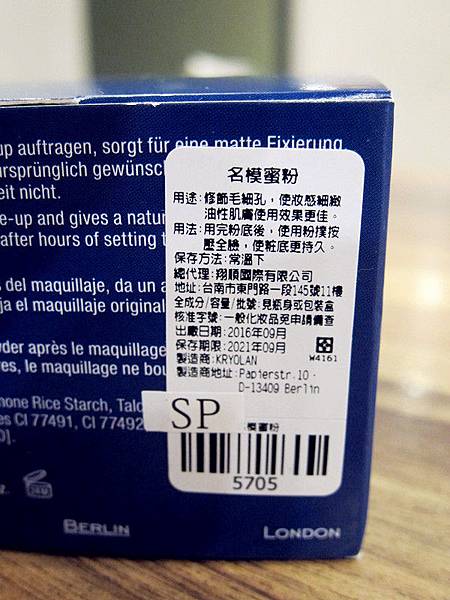 up auftragen, sorgt für eine matte Fixierung
ursprünglich gewünsch
eit nicht.
e-up and gives a natu
after hours of setting t
s del maquillaje, da un a
ja el maquillaje original
der après le maquillage
res, le maquillage ne bou
none Rice Starch, Talc
es CI 77491, CI 77492
O].
24M
BERLIN
LONDON
名模蜜粉
用途:修飾毛細孔,使妝感細緻
油性肌膚使用效果更佳。
用法:用完粉底後,使用粉撲按
壓全臉,使粧底更持久。
保存方法:常溫下
總代理:翔順國際有限公司
地址:台南市東門路一段145號11樓
全成分/容量/批號:見瓶身或包裝盒
核准字號:一般化妝品免申請備查
出廠日期:2016年09月
保存期限:2021年09月
製造商:KRYOLAN
W4161
製造商地址:Papierstr.10.
D-13409 Berlin
SP
模蜜粉
5705